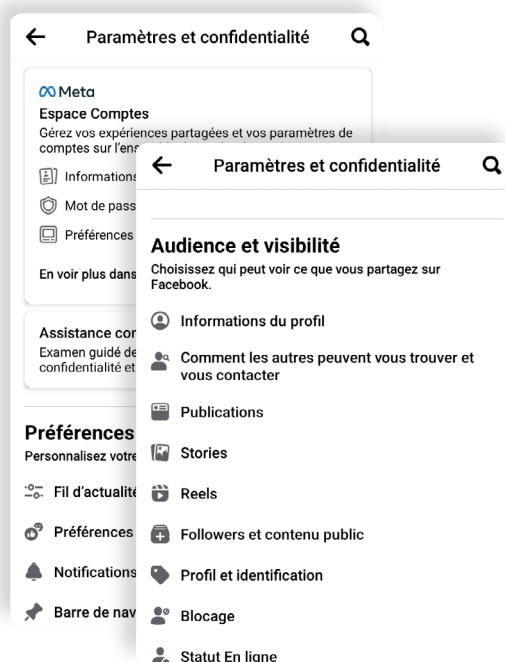 Paramètres et confidentialité
Meta
Espace Comptes
Gérez vos expériences partagées et vos paramètres de
comptes sur
Informations
Mot de
Préférences
En voir plus dans
Assistance
Examen guidé de
confidentialité et
Préférences
Personnalisez votre
Fil d'actualité
Préférences
Notifications
Barre de
Paramètres et confidentialité
Audience et visibilité
Choisissez qui peut voir ce que vous partagez sur
Facebook.
Informations du profil
Comment les autres peuvent vous trouver et
vous contacter
Publications
Stories
Reels
Followers et contenu public
Profil et identification
Blocage
Statut En ligne